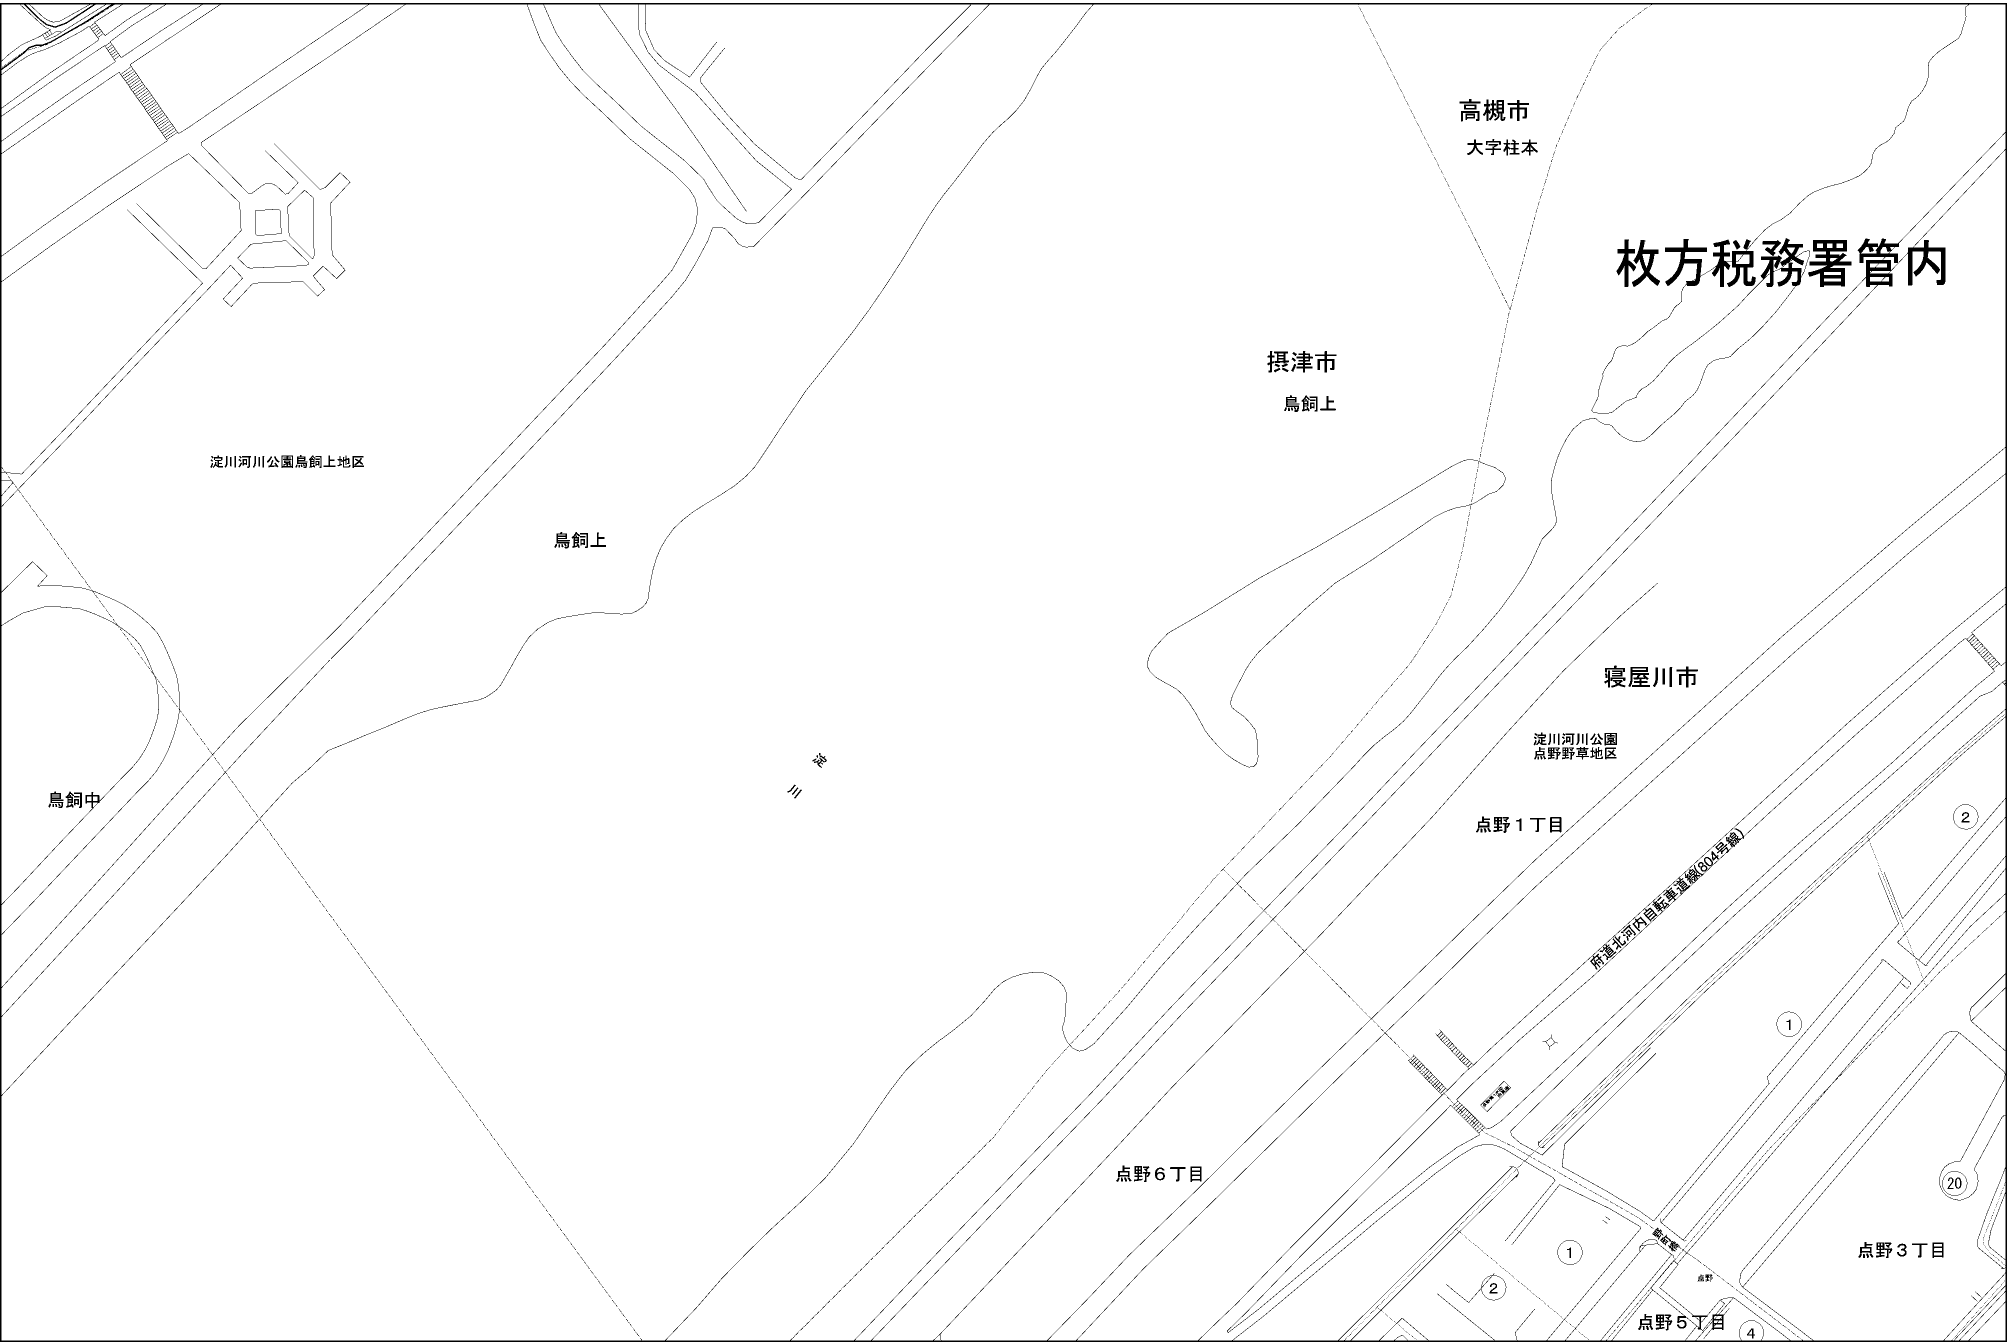 高槻市
大字柱本
枚方税務署管内
摂津市
鳥飼上
淀川河川公園鳥飼上地区
鳥飼上
寝屋川市
淀川河川公園
点野野草地区
淀
川
鳥飼中
点野1丁目
2
府道北河内自転車道線(804号線)
1
点野6丁目
20
点野3丁目
1
点野
2
点野5丁目
4